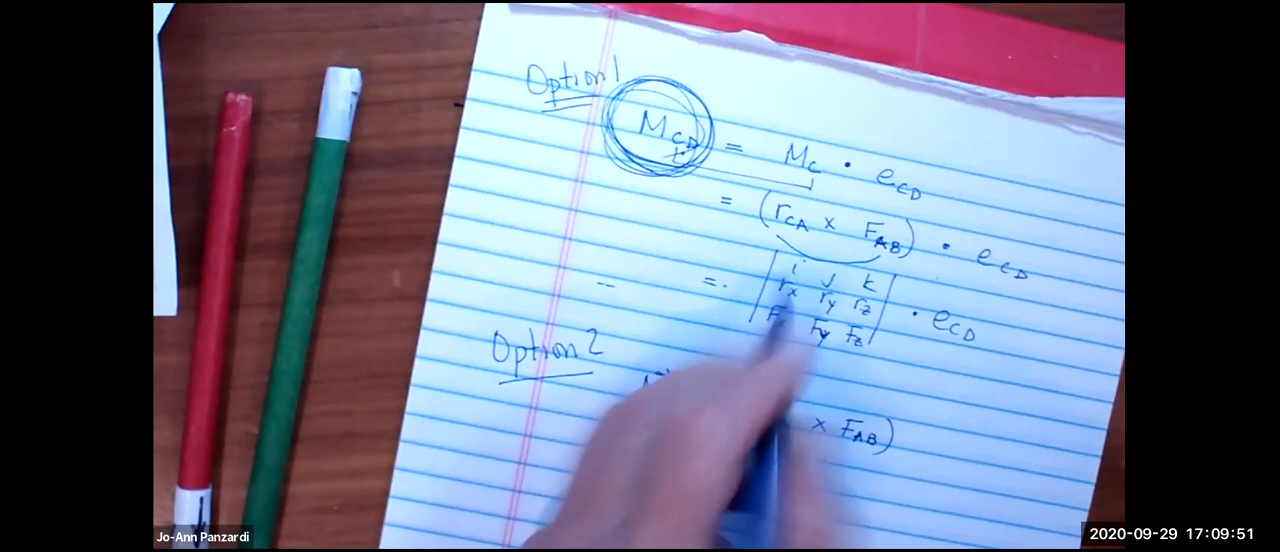 Option 1
M_CD = M_C · e_CD
= (r_CA × F_AB) · e_CD
= | i j k | · e_CD
r_x r_y r_z
F_x F_y F_z
Option 2
× F_AB)
Jo-Ann Panzardi
2020-09-29 17:09:51